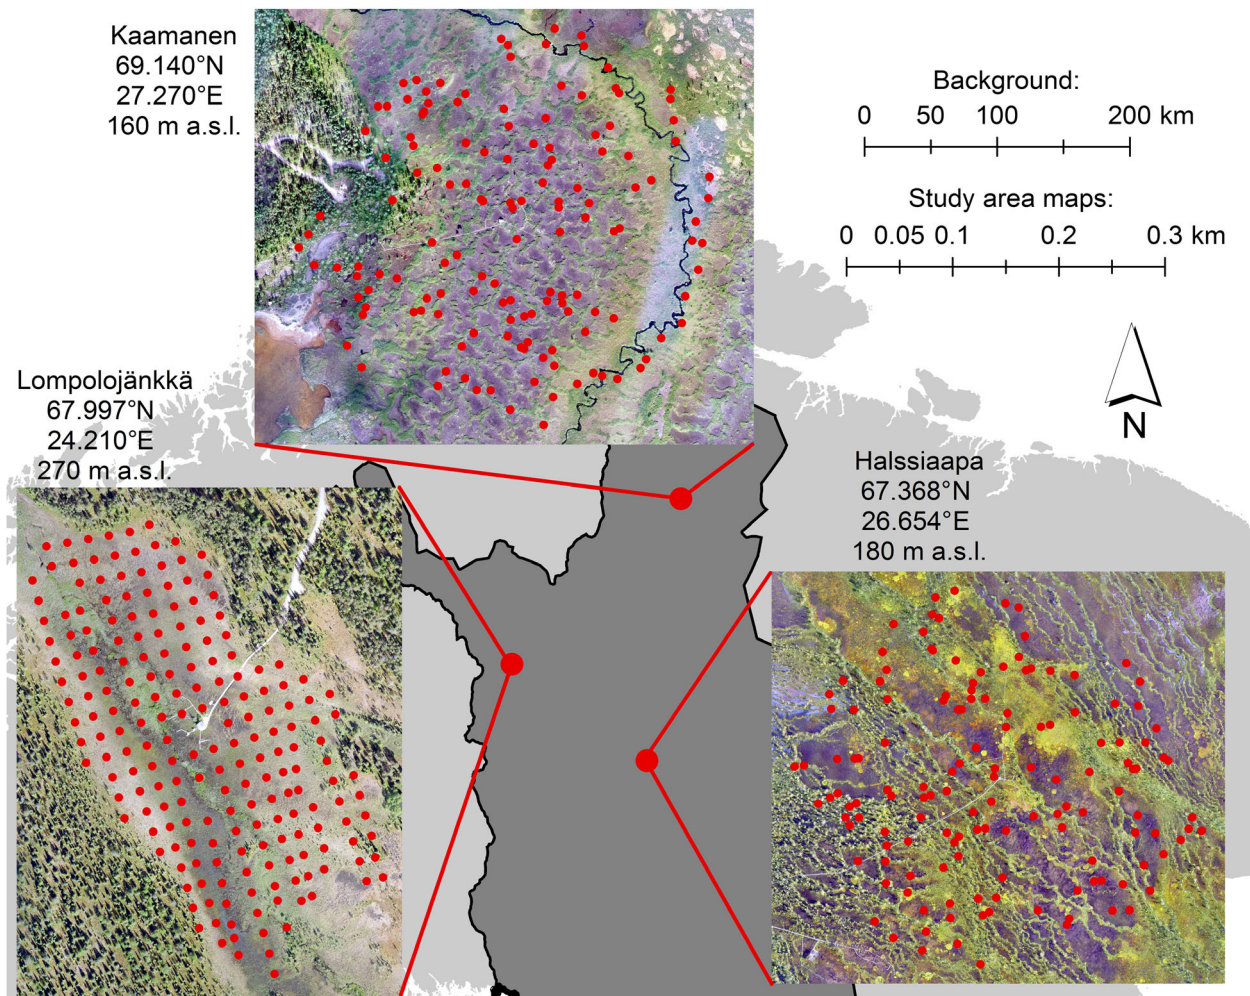 Kaamanen
69.140°N
27.270°E
160 m a.s.l.
Background:
0 50 100 200 km
Study area maps:
0 0.05 0.1 0.2 0.3 km
N
Lompolojänkkä
67.997°N
24.210°E
270 m a.s.l.
Halssiaapa
67.368°N
26.654°E
180 m a.s.l.